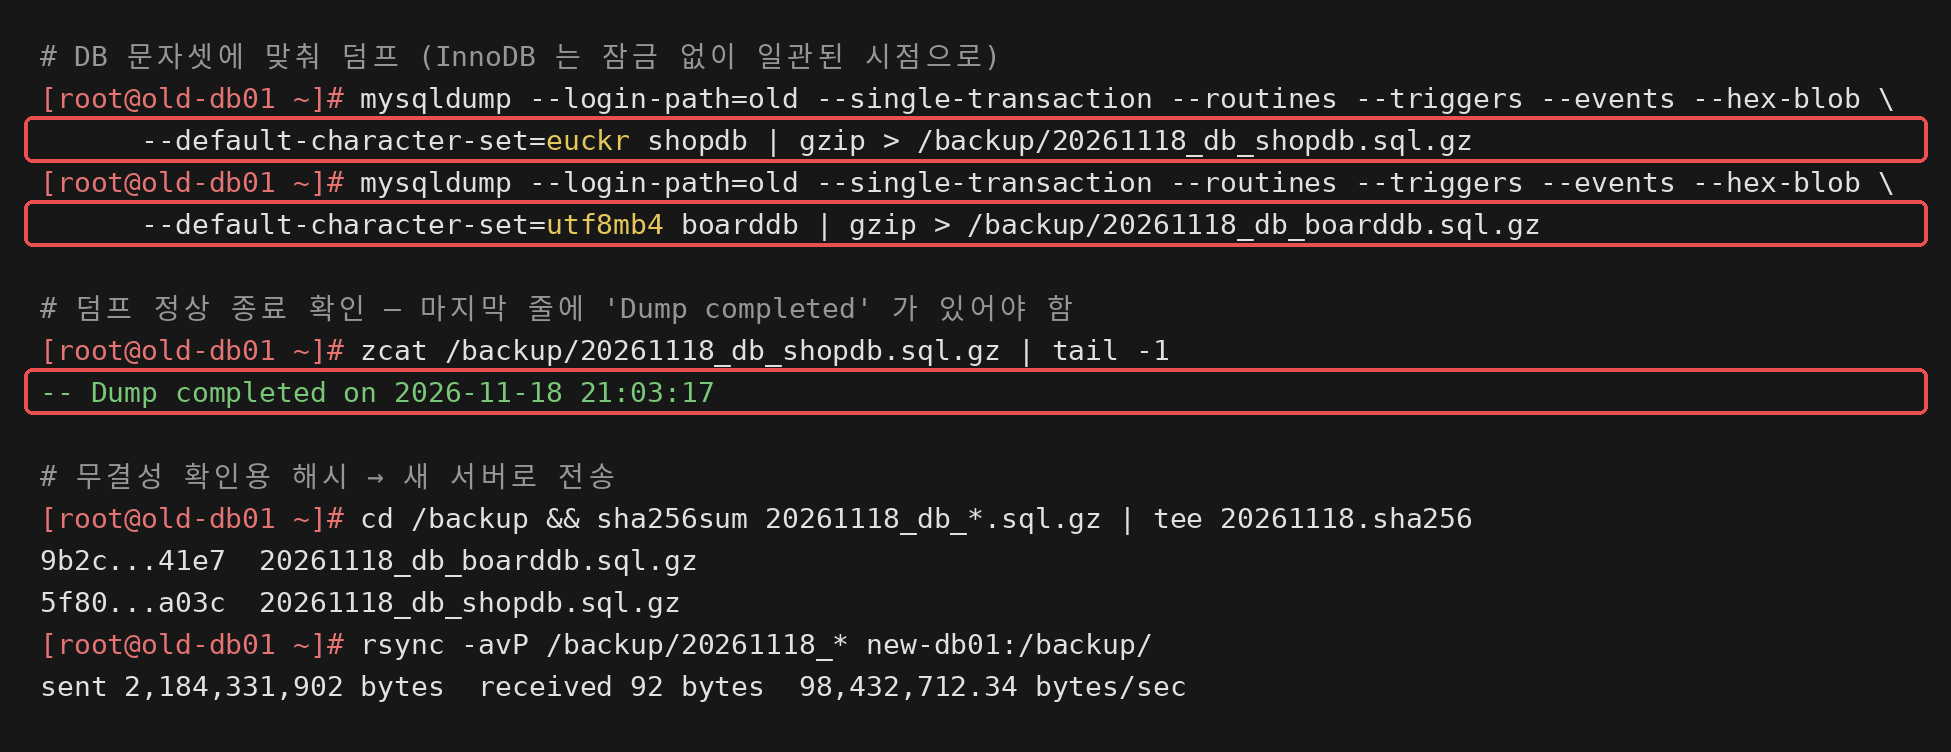 # DB 문자셋에 맞춰 덤프 (InnoDB 는 잠금 없이 일관된 시점으로)
[root@old-db01 ~]# mysqldump --login-path=old --single-transaction --routines --triggers --events --hex-blob \
--default-character-set=euckr shopdb | gzip > /backup/20261118_db_shopdb.sql.gz
[root@old-db01 ~]# mysqldump --login-path=old --single-transaction --routines --triggers --events --hex-blob \
--default-character-set=utf8mb4 boarddb | gzip > /backup/20261118_db_boarddb.sql.gz
# 덤프 정상 종료 확인 — 마지막 줄에 'Dump completed' 가 있어야 함
[root@old-db01 ~]# zcat /backup/20261118_db_shopdb.sql.gz | tail -1
-- Dump completed on 2026-11-18 21:03:17
# 무결성 확인용 해시 → 새 서버로 전송
[root@old-db01 ~]# cd /backup && sha256sum 20261118_db_*.sql.gz | tee 20261118.sha256
9b2c...41e7  20261118_db_boarddb.sql.gz
5f80...a03c  20261118_db_shopdb.sql.gz
[root@old-db01 ~]# rsync -avP /backup/20261118_* new-db01:/backup/
sent 2,184,331,902 bytes  received 92 bytes  98,432,712.34 bytes/sec